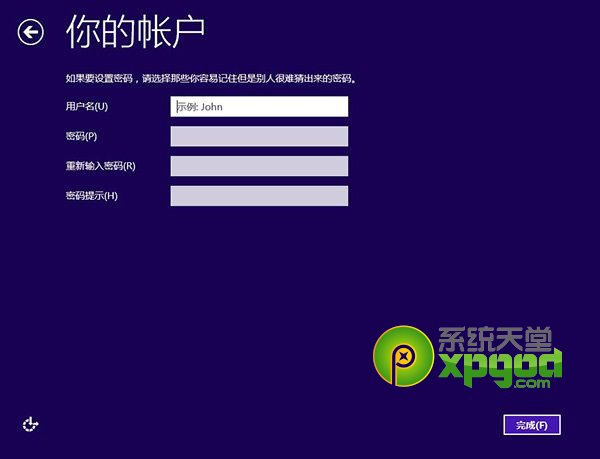 你的帐户
如果要设置密码，请选择那些你容易记住但是别人很难猜出来的密码。
用户名(U)
示例: John
密码(P)
重新输入密码(R)
密码提示(H)
系统天堂
xpgod
.com
完成(F)